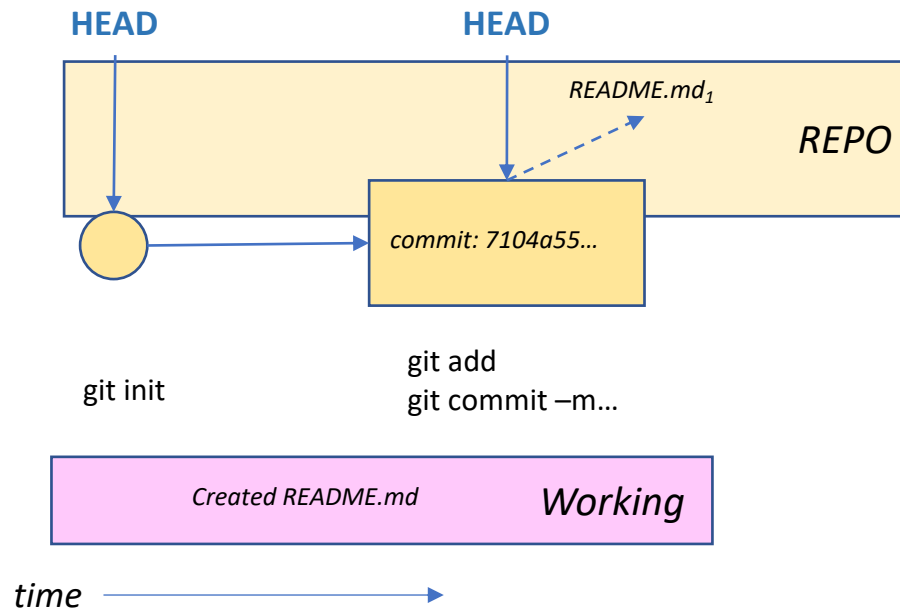 HEAD
HEAD
README.md₁
REPO
commit: 7104a55…
git init
git add
git commit –m…
Created README.md
Working
time